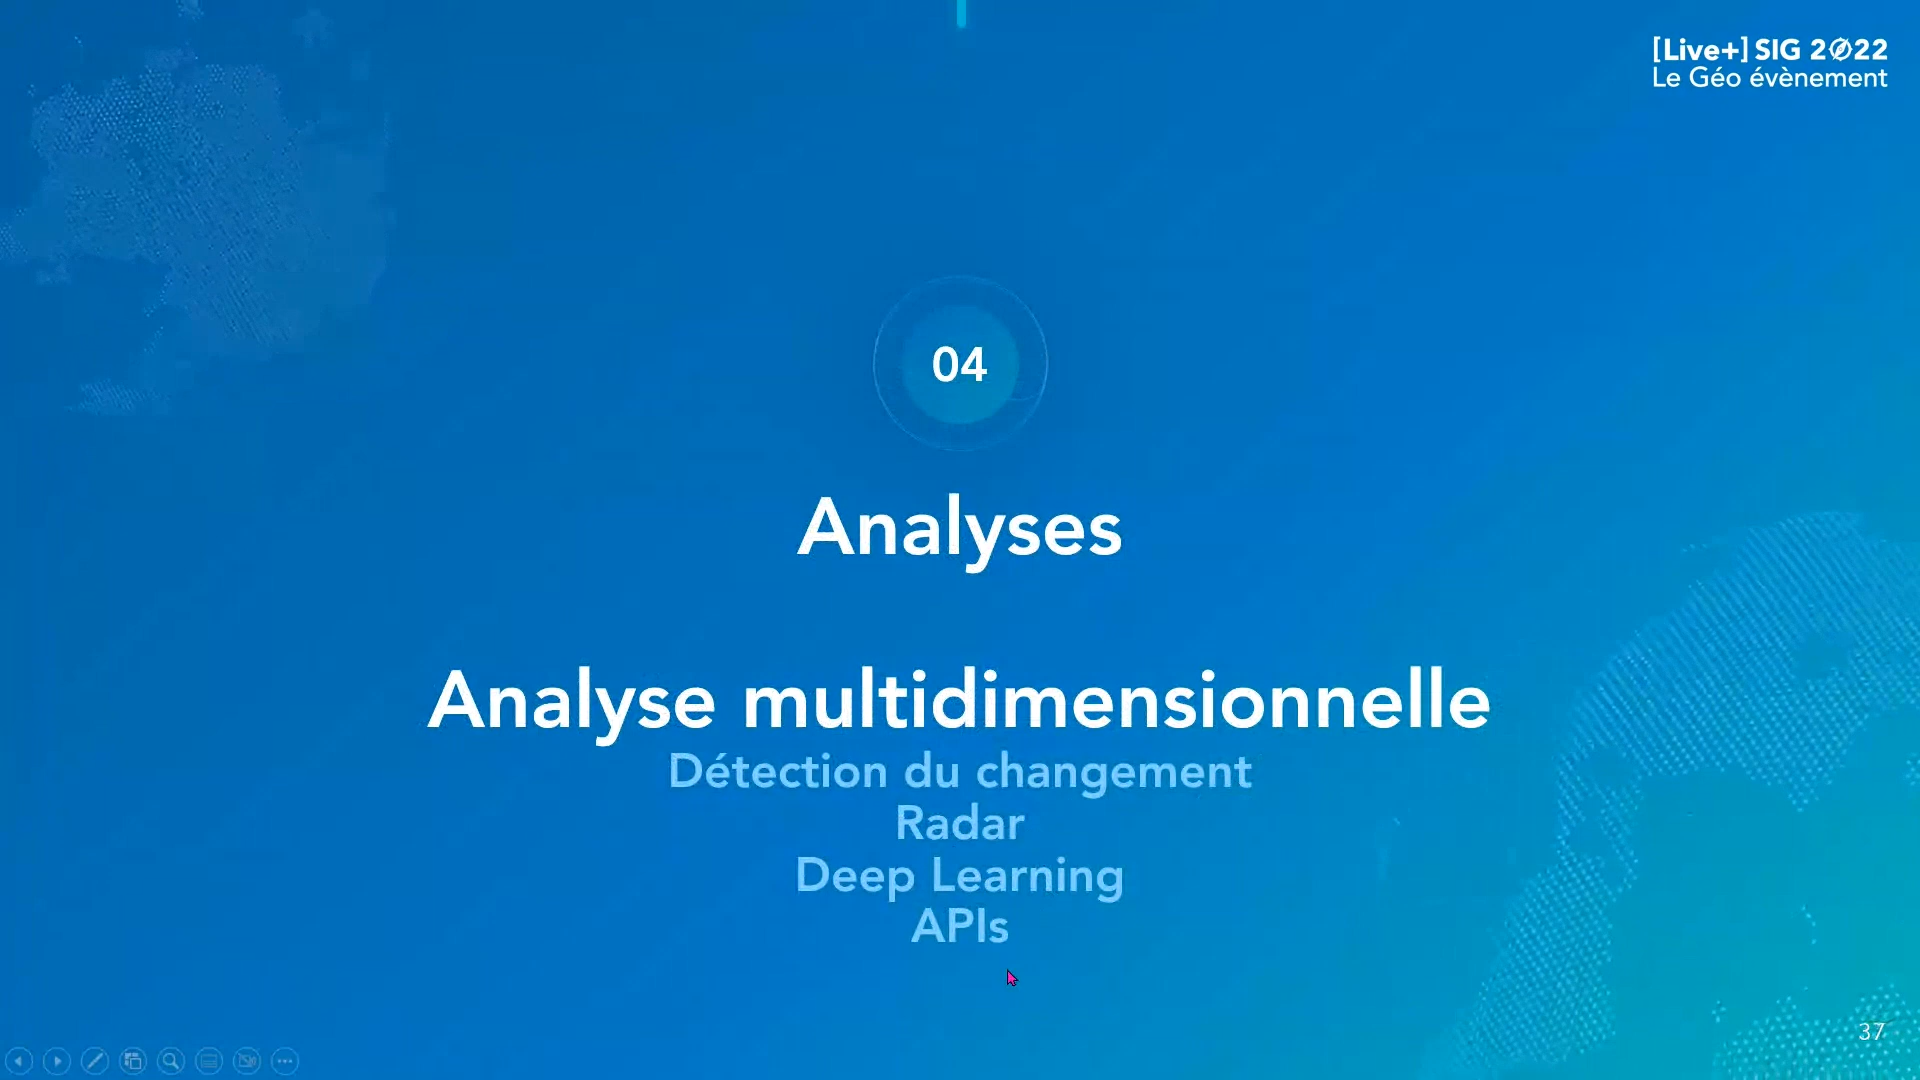 [Live+] SIG 2022
Le Géo évènement
04
Analyses
Analyse multidimensionnelle
Détection du changement
Radar
Deep Learning
APIs
37